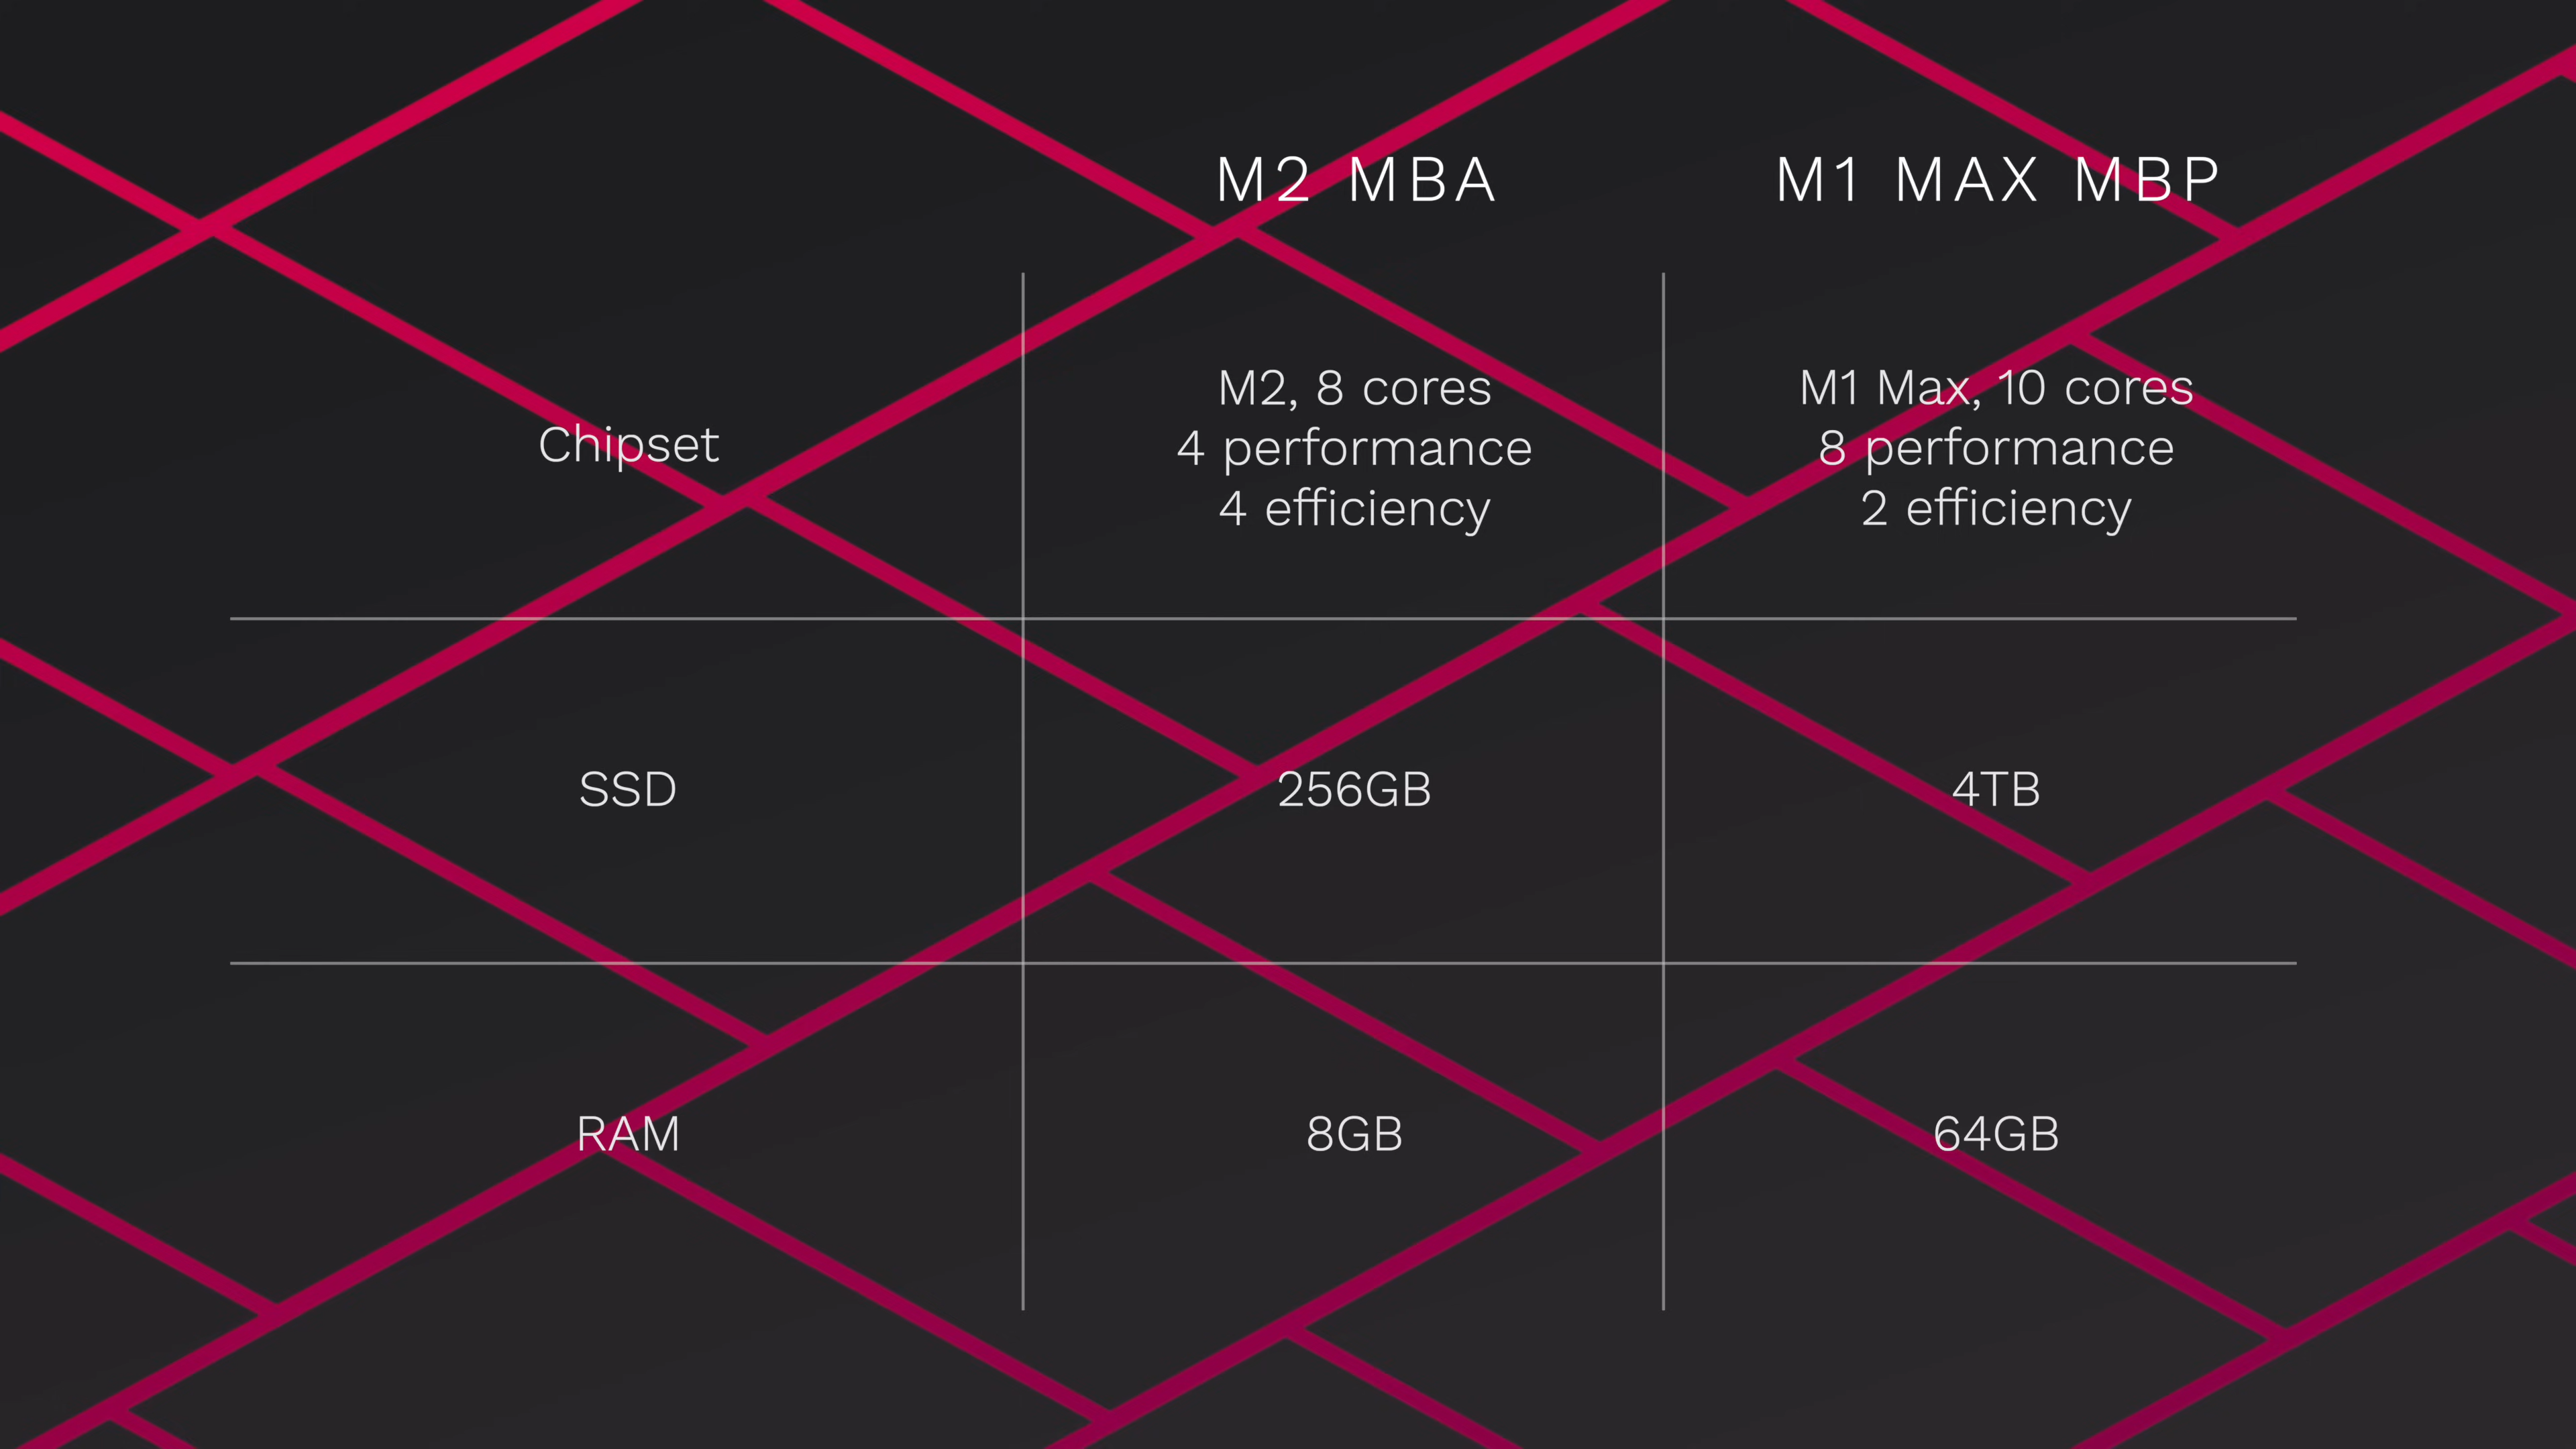 M2 MBA
M1 MAX MBP
Chipset
M2, 8 cores
4 performance
4 efficiency
M1 Max, 10 cores
8 performance
2 efficiency
SSD
256GB
4TB
RAM
8GB
64GB